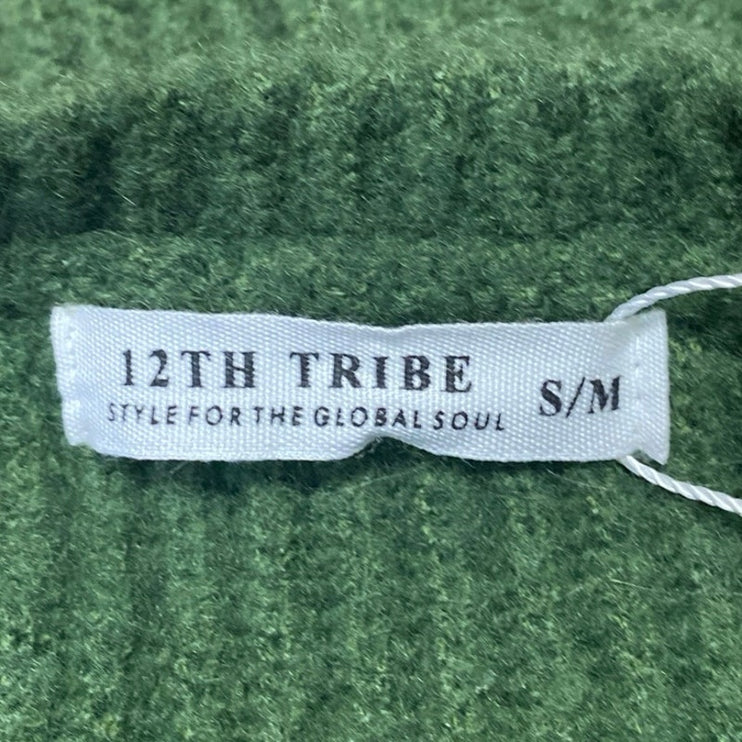 12TH TRIBE
STYLE FOR THE GLOBAL SOUL
S/M